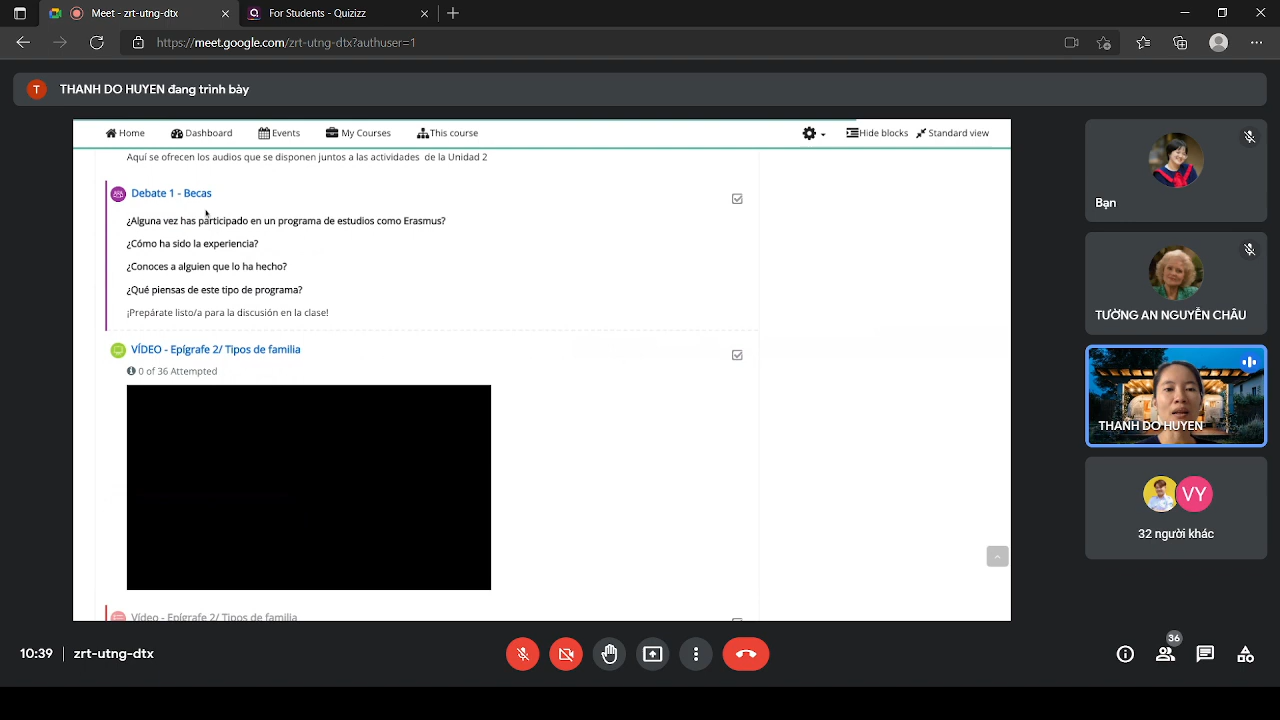 Meet - zrt-utng-dtx
For Students - Quizizz
https://meet.google.com/zrt-utng-dtx?authuser=1
T THANH DO HUYEN đang trình bày
Home Dashboard Events My Courses This course Hide blocks Standard view
Aquí se ofrecen los audios que se disponen juntos a las actividades de la Unidad 2
Debate 1 - Becas
¿Alguna vez has participado en un programa de estudios como Erasmus?
¿Cómo ha sido la experiencia?
¿Conoces a alguien que lo ha hecho?
¿Qué piensas de este tipo de programa?
¡Prepárate listo/a para la discusión en la clase!
VÍDEO - Epígrafe 2/ Tipos de familia
0 of 36 Attempted
Vídeo - Epígrafe 2/ Tipos de familia
Bạn
TƯỜNG AN NGUYỄN CHÂU
THANH DO HUYEN
VY
32 người khác
10:39 zrt-utng-dtx
36